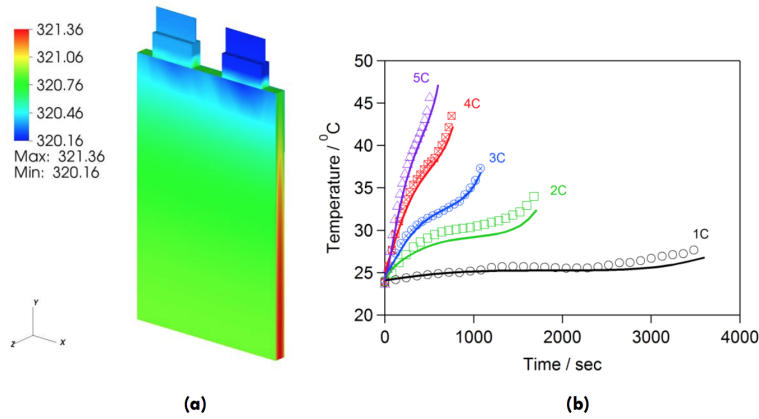 321.36
321.06
320.76
320.46
320.16
Max: 321.36
Min: 320.16
Y
Z
X
(a)
50
45
40
35
30
25
20
Temperature / ⁰C
5C
4C
3C
2C
1C
0
1000
2000
3000
4000
Time / sec
(b)